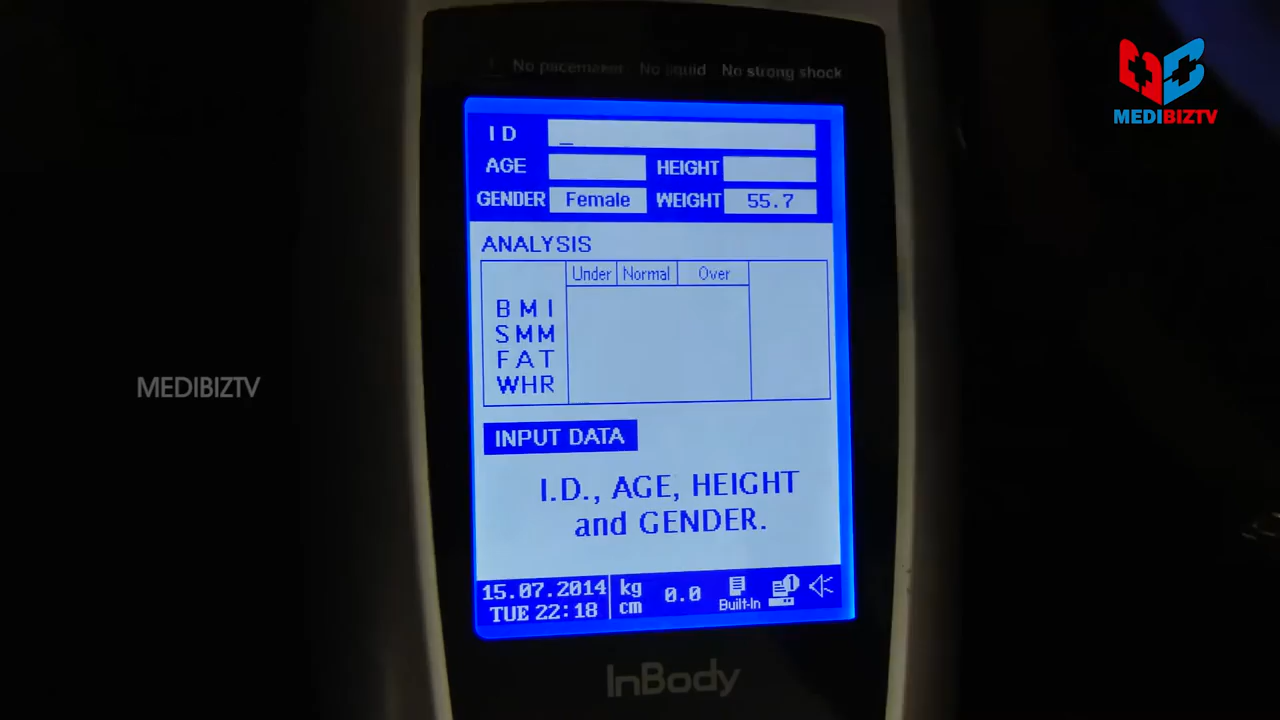 No pacemaker No liquid No strong shock
MEDIBIZTV
ID _
AGE HEIGHT
GENDER Female WEIGHT 55.7
ANALYSIS
Under Normal Over
BMI
SMM
FAT
WHR
MEDIBIZTV
INPUT DATA
I.D., AGE, HEIGHT
and GENDER.
15.07.2014 kg 0.0
TUE 22:18 cm Built-In
InBody